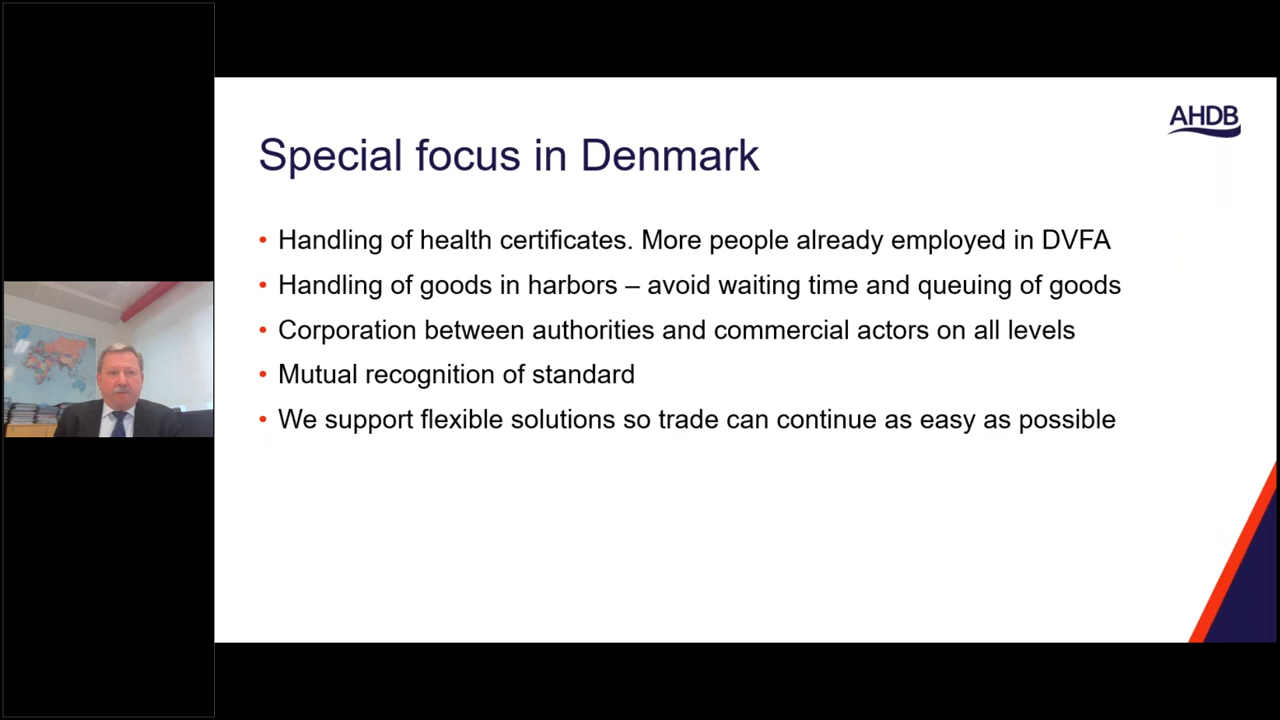 AHDB
Special focus in Denmark
• Handling of health certificates. More people already employed in DVFA
• Handling of goods in harbors – avoid waiting time and queuing of goods
• Corporation between authorities and commercial actors on all levels
• Mutual recognition of standard
• We support flexible solutions so trade can continue as easy as possible